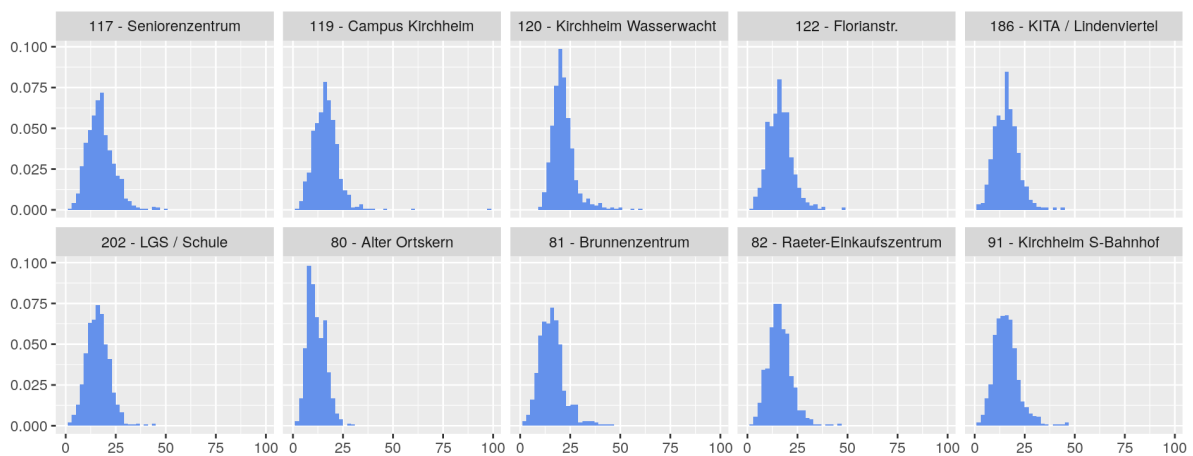 117 - Seniorenzentrum
119 - Campus Kirchheim
120 - Kirchheim Wasserwacht
122 - Florianstr.
186 - KITA / Lindenviertel
0.100
0.075
0.050
0.025
0.000
202 - LGS / Schule
80 - Alter Ortskern
81 - Brunnenzentrum
82 - Raeter-Einkaufszentrum
91 - Kirchheim S-Bahnhof
0.100
0.075
0.050
0.025
0.000
0 25 50 75 100 0 25 50 75 100 0 25 50 75 100 0 25 50 75 100 0 25 50 75 100